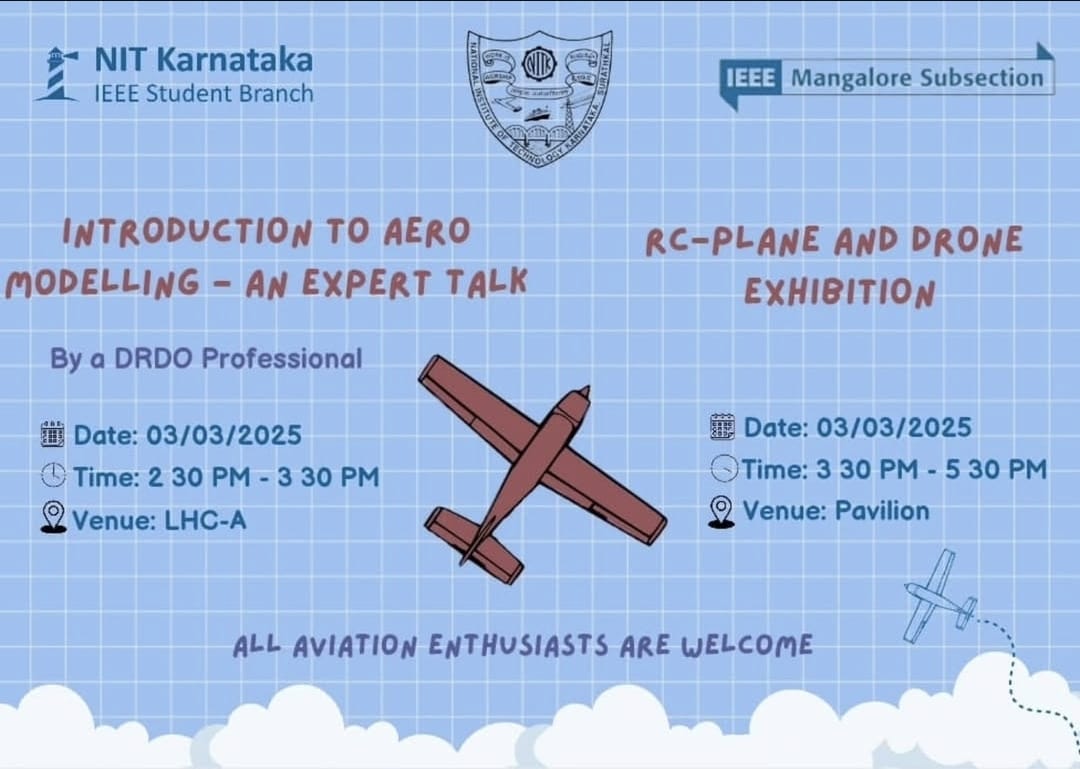 NIT Karnataka
IEEE Student Branch
NATIONAL INSTITUTE OF TECHNOLOGY KARNATAKA, SURATHKAL
NITK
WORK IS
WORSHIP
IEEE Mangalore Subsection
INTRODUCTION TO AERO
MODELLING - AN EXPERT TALK
By a DRDO Professional
Date: 03/03/2025
Time: 2 30 PM - 3 30 PM
Venue: LHC-A
RC-PLANE AND DRONE
EXHIBITION
Date: 03/03/2025
Time: 3 30 PM - 5 30 PM
Venue: Pavilion
ALL AVIATION ENTHUSIASTS ARE WELCOME